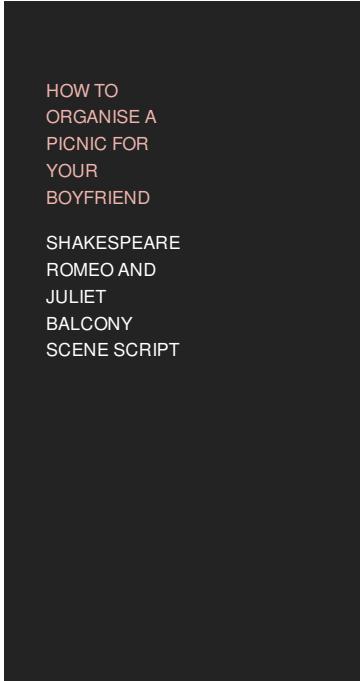 HOW TO
ORGANISE A
PICNIC FOR
YOUR
BOYFRIEND
SHAKESPEARE
ROMEO AND
JULIET
BALCONY
SCENE SCRIPT